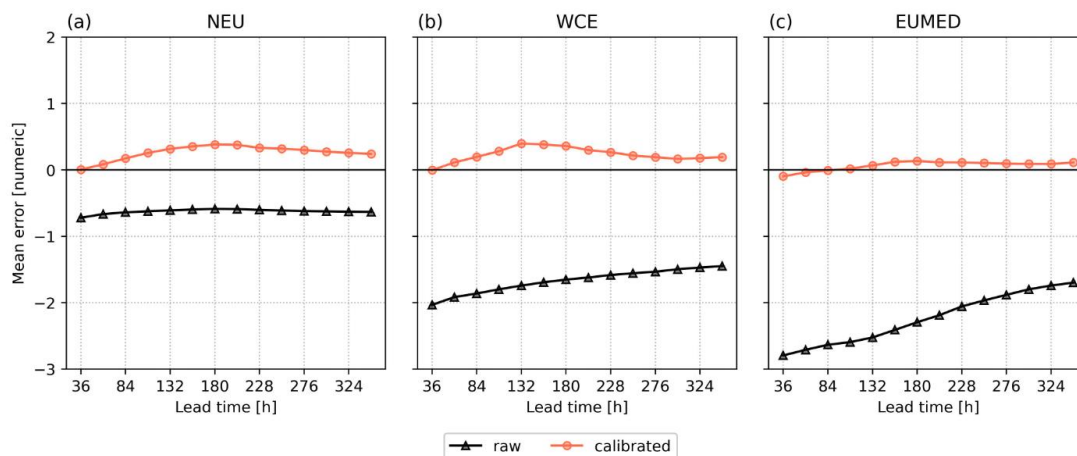 (a) NEU
(b) WCE
(c) EUMED
Mean error [numeric]
2
1
0
−1
−2
−3
36 84 132 180 228 276 324
36 84 132 180 228 276 324
36 84 132 180 228 276 324
Lead time [h]
Lead time [h]
Lead time [h]
raw calibrated